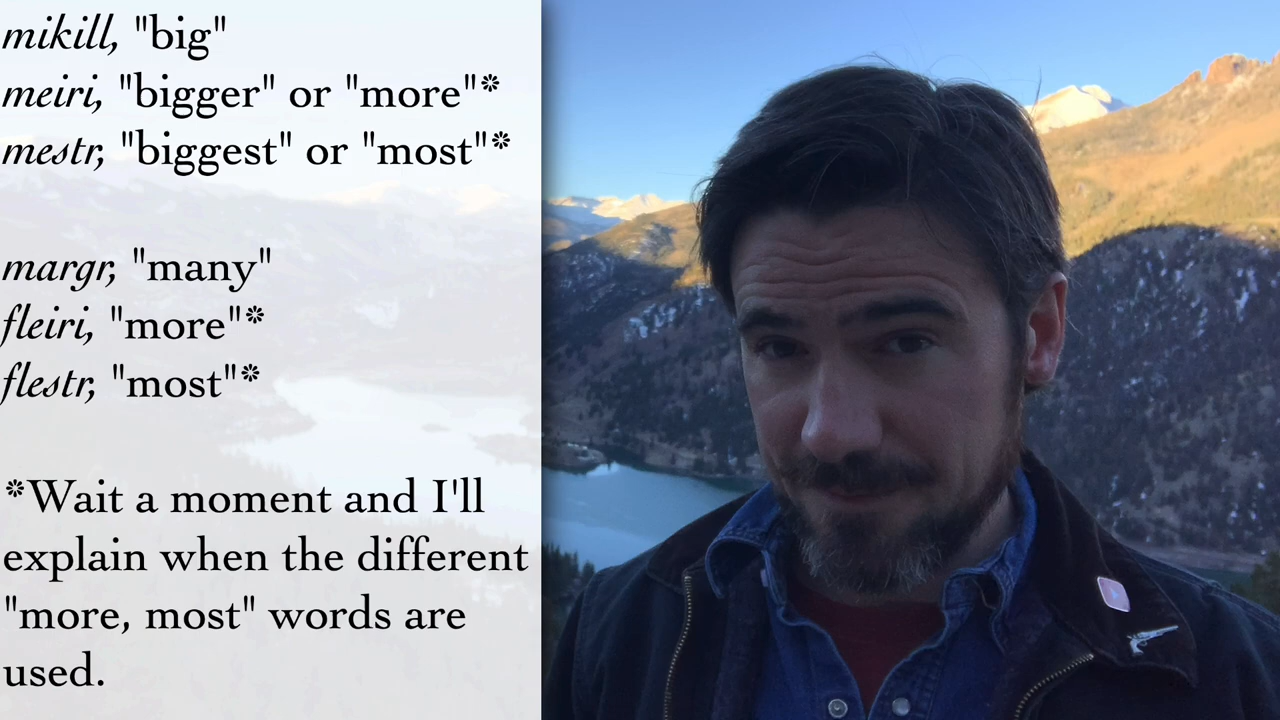 mikill, "big"
meiri, "bigger" or "more"*
mestr, "biggest" or "most"*
margr, "many"
fleiri, "more"*
flestr, "most"*
*Wait a moment and I'll
explain when the different
"more, most" words are
used.